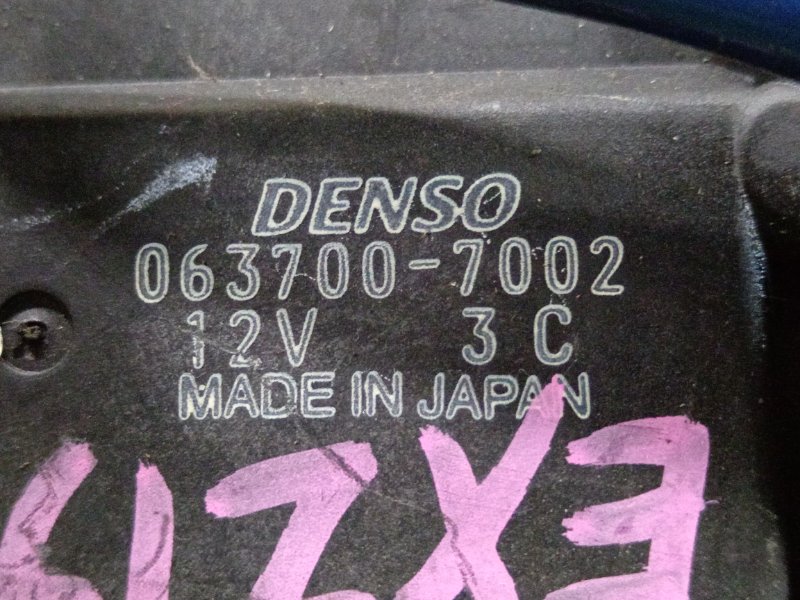 DENSO
063700-7002
12V 3C
MADE IN JAPAN